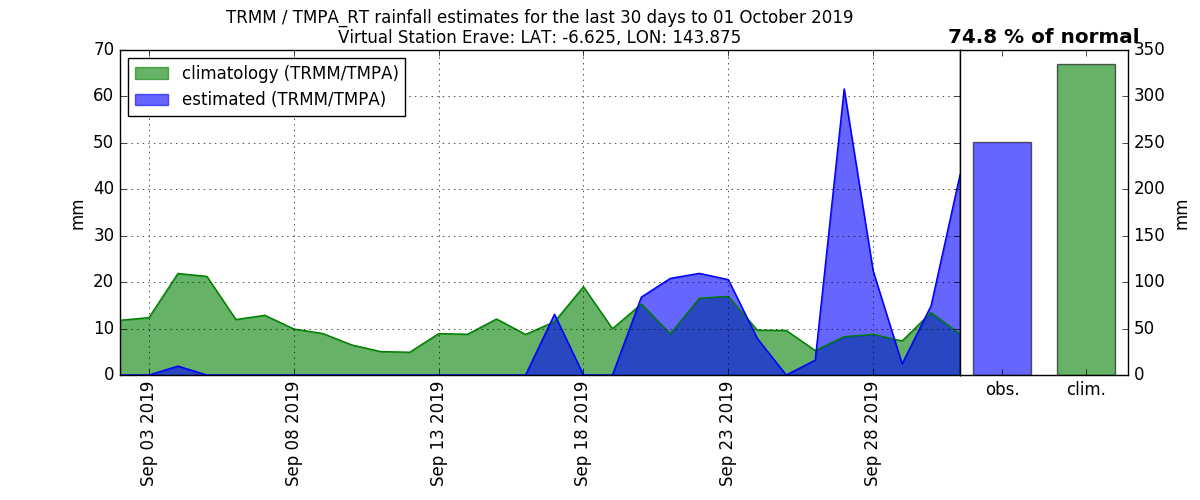 TRMM / TMPA_RT rainfall estimates for the last 30 days to 01 October 2019
Virtual Station Erave: LAT: -6.625, LON: 143.875
74.8 % of normal
climatology (TRMM/TMPA)
estimated (TRMM/TMPA)
mm
70
60
50
40
30
20
10
0
Sep 03 2019
Sep 08 2019
Sep 13 2019
Sep 18 2019
Sep 23 2019
Sep 28 2019
obs.
clim.
350
300
250
200
150
100
50
0
mm